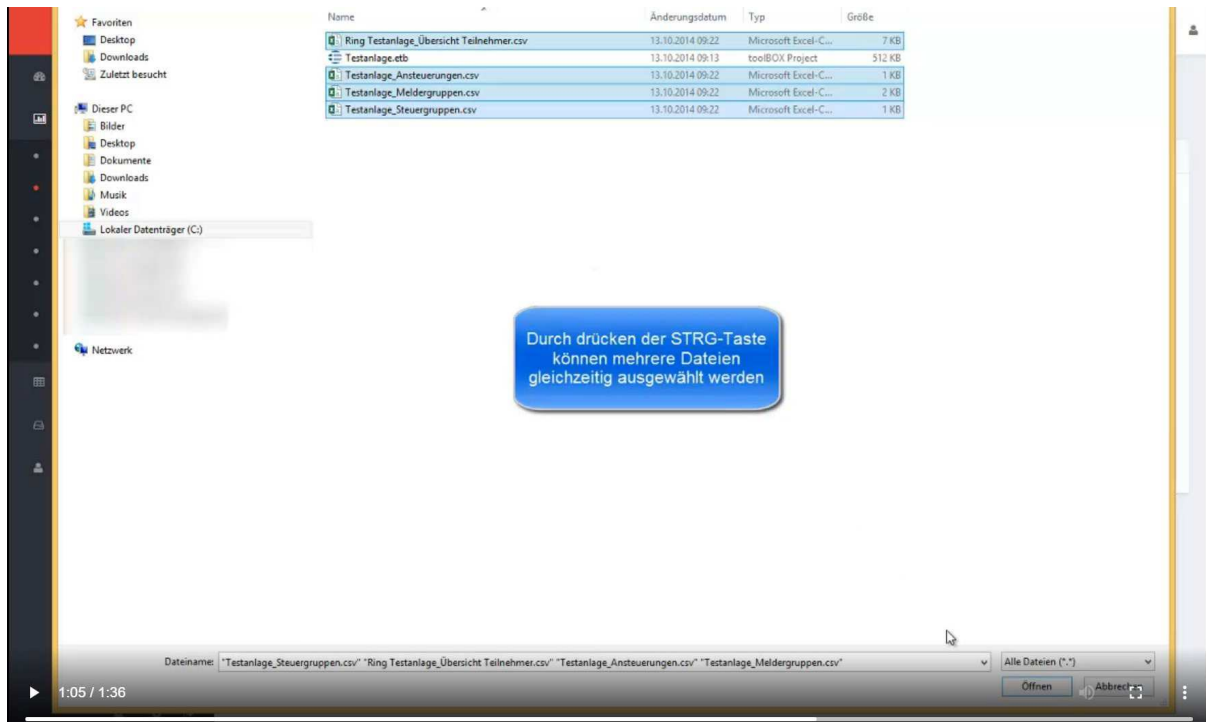 Name Änderungsdatum Typ Größe
Favoriten
Desktop
Downloads
Zuletzt besucht
Dieser PC
Bilder
Desktop
Dokumente
Downloads
Musik
Videos
Lokaler Datenträger (C:)
Netzwerk
Ring Testanlage_Übersicht Teilnehmer.csv 13.10.2014 09:22 Microsoft Excel-C... 7 KB
Testanlage.etb 13.10.2014 09:13 toolBOX Project 512 KB
Testanlage_Ansteuerungen.csv 13.10.2014 09:22 Microsoft Excel-C... 1 KB
Testanlage_Meldergruppen.csv 13.10.2014 09:22 Microsoft Excel-C... 2 KB
Testanlage_Steuergruppen.csv 13.10.2014 09:22 Microsoft Excel-C... 1 KB
Durch drücken der STRG-Taste
können mehrere Dateien
gleichzeitig ausgewählt werden
Dateiname: "Testanlage_Steuergruppen.csv" "Ring Testanlage_Übersicht Teilnehmer.csv" "Testanlage_Ansteuerungen.csv" "Testanlage_Meldergruppen.csv" Alle Dateien (*.*)
Öffnen Abbrechen
1:05 / 1:36